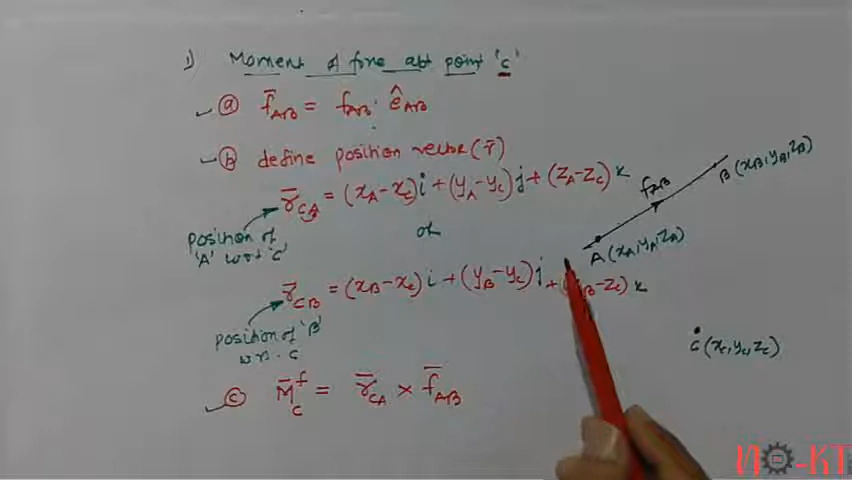 1) Moment of force abt point 'c'
ⓐ F̄AB = FAB · êAB
ⓑ define position vector (r̄)
r̄CA = (xA-xC)i + (yA-yC)j + (zA-zC)k
position of 'A' w.r.t 'C'
or
r̄CB = (xB-xC)i + (yB-yC)j + B-zC)k
position of 'B' w.r.t. C
ⓒ M̄C^f = r̄CA × F̄AB
B(xB, yB, zB)
fAB
A(xA, yA, zA)
C(xC, yC, zC)
NO-KT